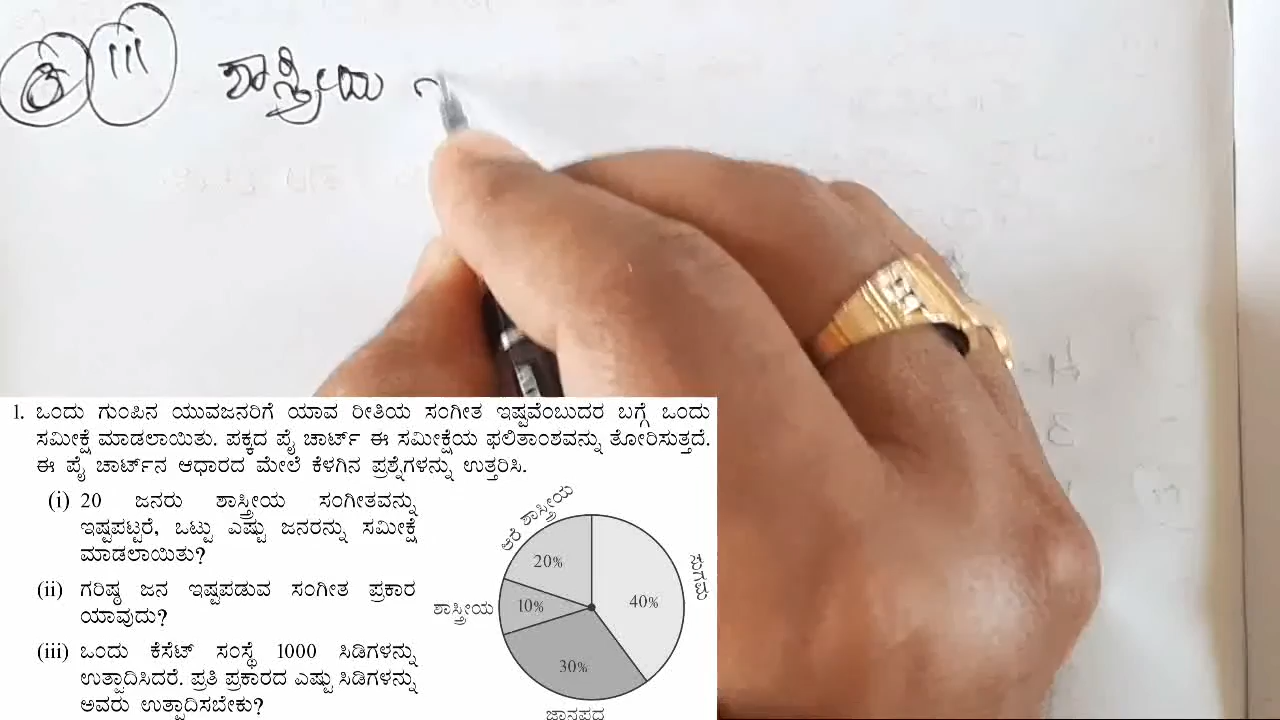 iii ಶಾಸ್ತ್ರೀಯ
1. ಒಂದು ಗುಂಪಿನ ಯುವಜನರಿಗೆ ಯಾವ ರೀತಿಯ ಸಂಗೀತ ಇಷ್ಟವೆಂಬುದರ ಬಗ್ಗೆ ಒಂದು
ಸಮೀಕ್ಷೆ ಮಾಡಲಾಯಿತು. ಪಕ್ಕದ ಪೈ ಚಾರ್ಟ್ ಈ ಸಮೀಕ್ಷೆಯ ಫಲಿತಾಂಶವನ್ನು ತೋರಿಸುತ್ತದೆ.
ಈ ಪೈ ಚಾರ್ಟ್‌ನ ಆಧಾರದ ಮೇಲೆ ಕೆಳಗಿನ ಪ್ರಶ್ನೆಗಳನ್ನು ಉತ್ತರಿಸಿ.
(i) 20 ಜನರು ಶಾಸ್ತ್ರೀಯ ಸಂಗೀತವನ್ನು
ಇಷ್ಟಪಟ್ಟರೆ, ಒಟ್ಟು ಎಷ್ಟು ಜನರನ್ನು ಸಮೀಕ್ಷೆ
ಮಾಡಲಾಯಿತು?
(ii) ಗರಿಷ್ಠ ಜನ ಇಷ್ಟಪಡುವ ಸಂಗೀತ ಪ್ರಕಾರ
ಯಾವುದು?
(iii) ಒಂದು ಕೆಸೆಟ್ ಸಂಸ್ಥೆ 1000 ಸಿಡಿಗಳನ್ನು
ಉತ್ಪಾದಿಸಿದರೆ. ಪ್ರತಿ ಪ್ರಕಾರದ ಎಷ್ಟು ಸಿಡಿಗಳನ್ನು
ಅವರು ಉತ್ಪಾದಿಸಬೇಕು?
ಅರೆ ಶಾಸ್ತ್ರೀಯ
20%
ಸುಗಮ
40%
ಶಾಸ್ತ್ರೀಯ
10%
30%
ಜಾನಪದ